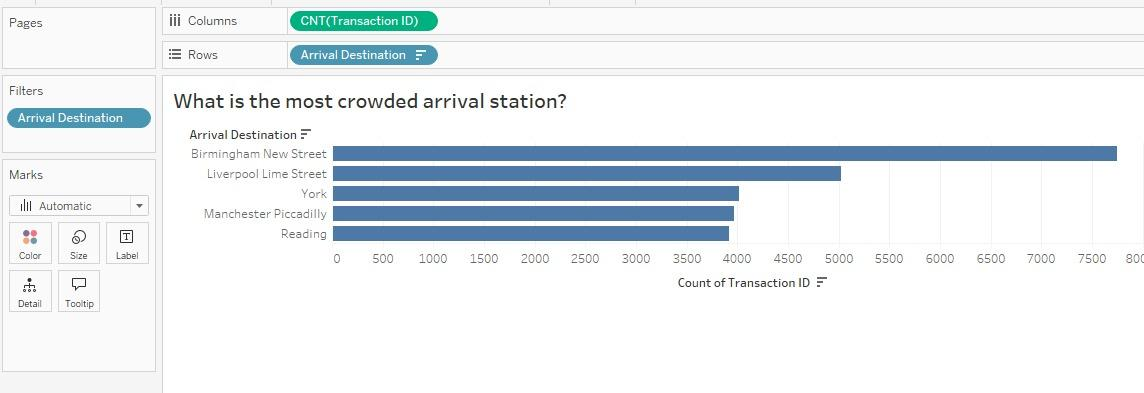 Pages
Columns
CNT(Transaction ID)
Rows
Arrival Destination
Filters
Arrival Destination
Marks
Automatic
Color
Size
Label
Detail
Tooltip
What is the most crowded arrival station?
Arrival Destination
Birmingham New Street
Liverpool Lime Street
York
Manchester Piccadilly
Reading
0 500 1000 1500 2000 2500 3000 3500 4000 4500 5000 5500 6000 6500 7000 7500 800
Count of Transaction ID